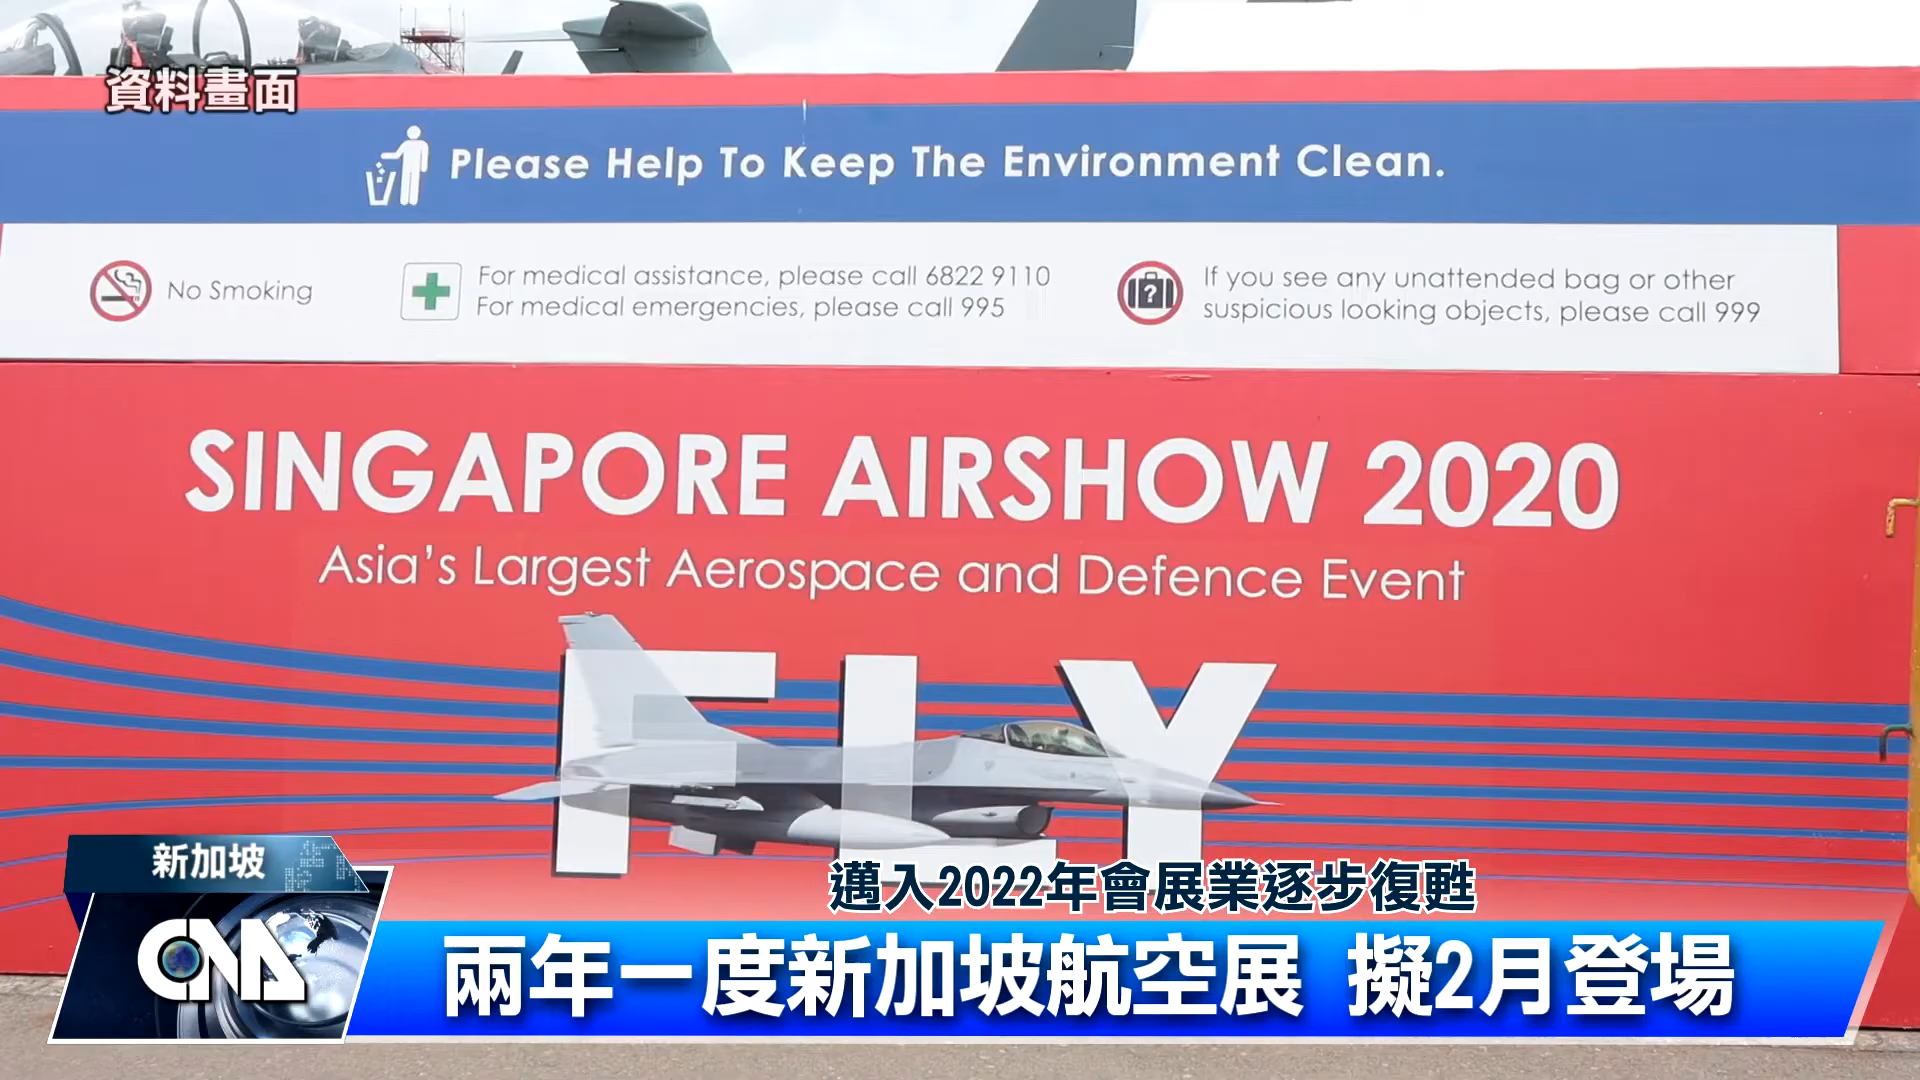 資料畫面
Please Help To Keep The Environment Clean.
No Smoking
For medical assistance, please call 6822 9110
For medical emergencies, please call 995
If you see any unattended bag or other
suspicious looking objects, please call 999
SINGAPORE AIRSHOW 2020
Asia's Largest Aerospace and Defence Event
FLY
新加坡
CNA
邁入2022年會展業逐步復甦
兩年一度新加坡航空展 擬2月登場